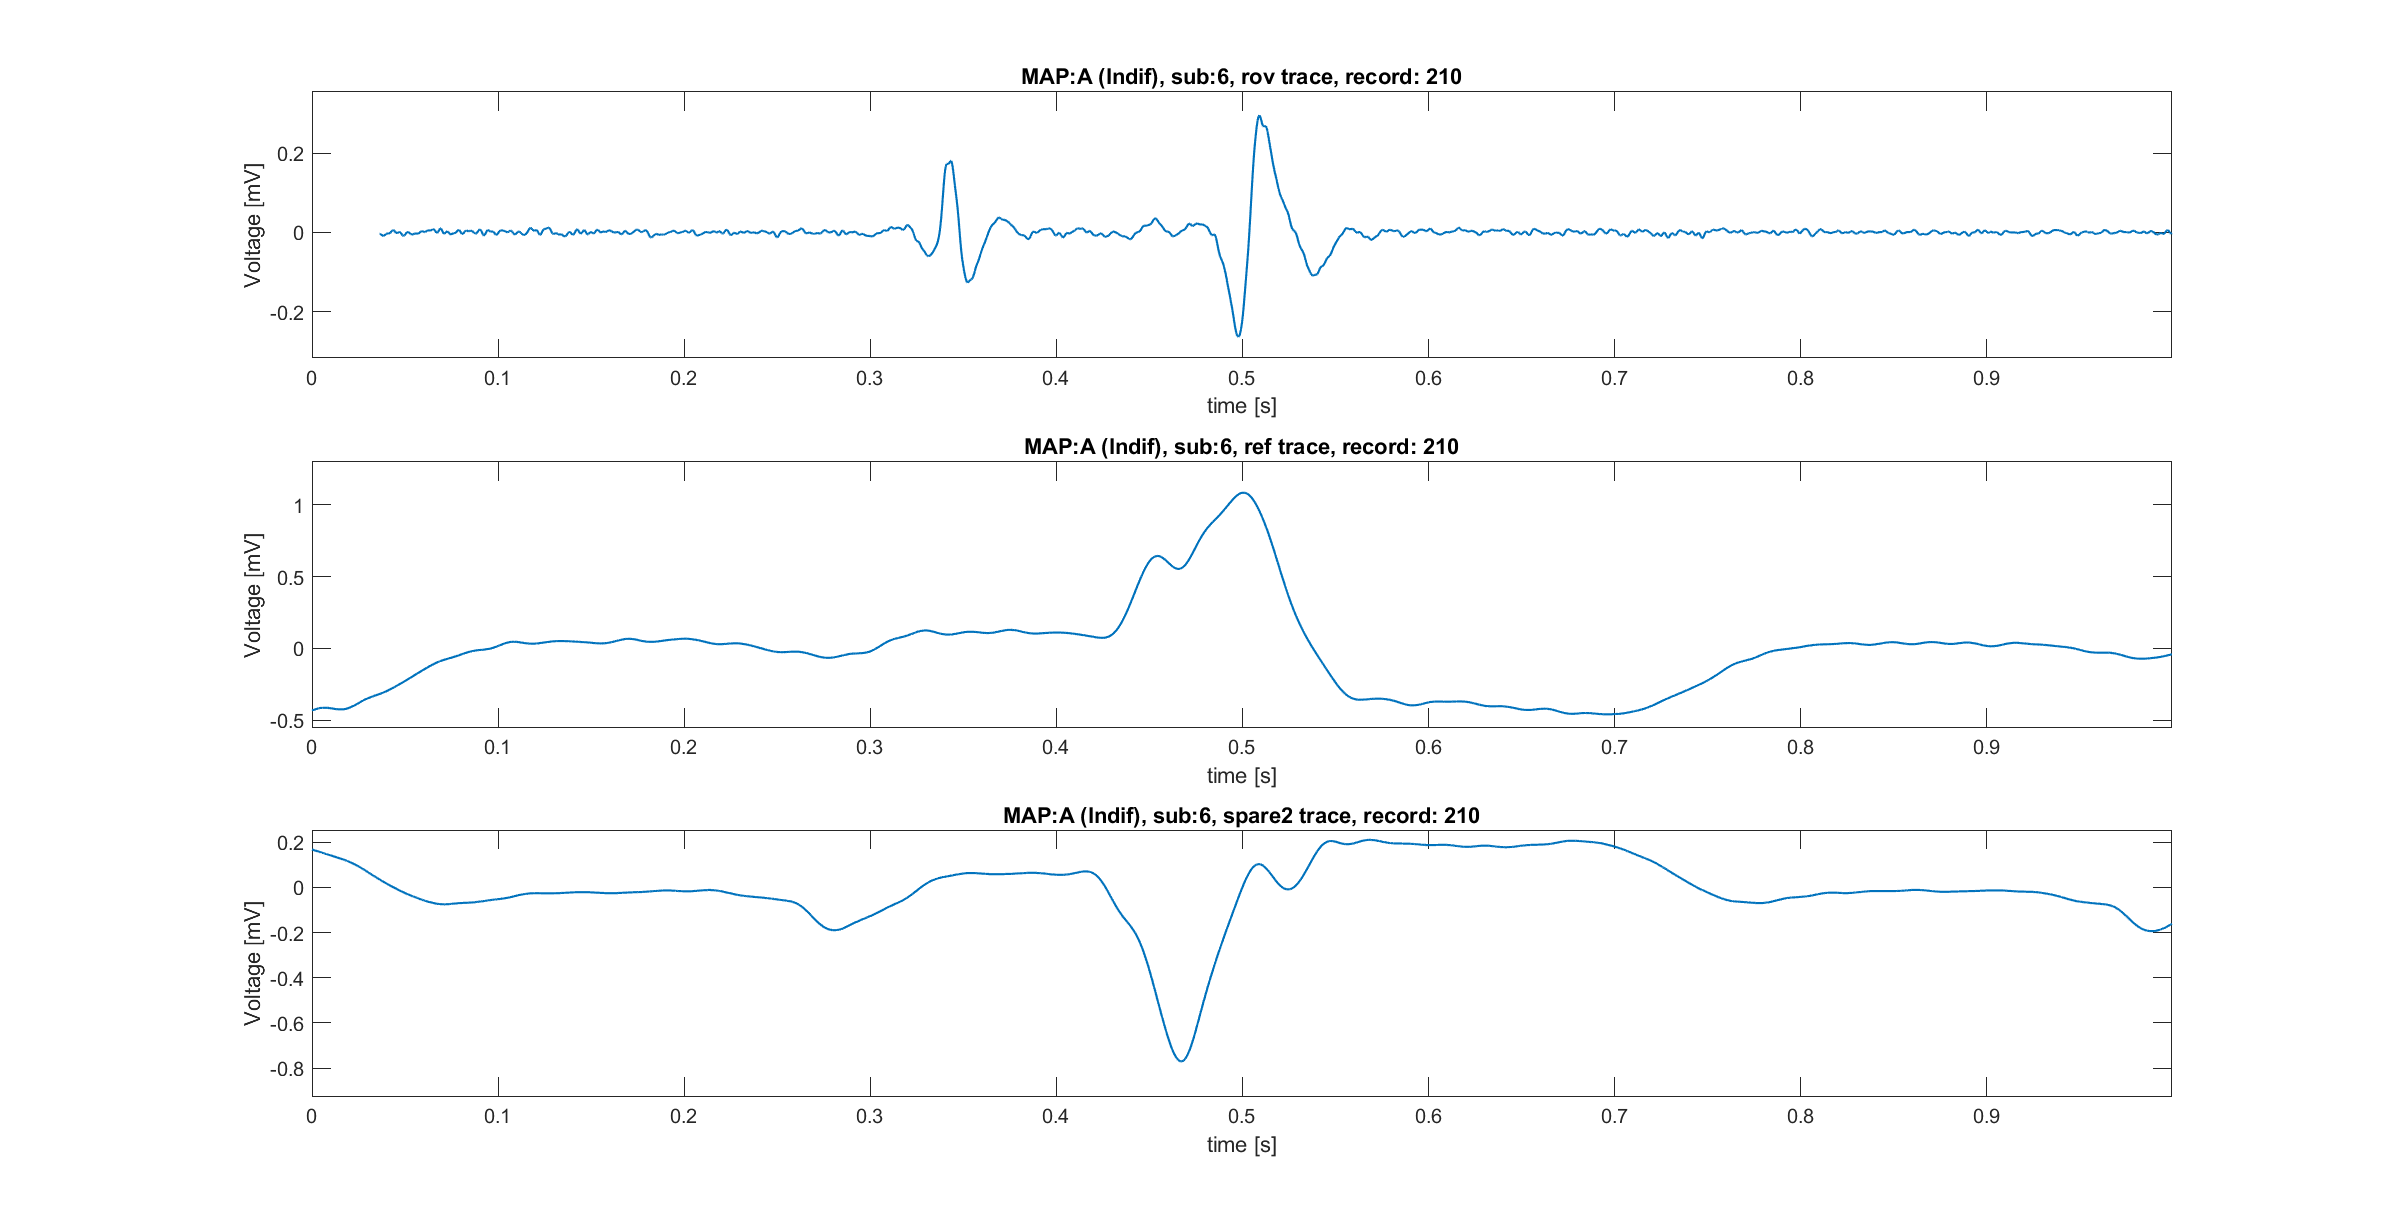 MAP:A (Indif), sub:6, rov trace, record: 210
Voltage [mV]
0.2
0
-0.2
0 0.1 0.2 0.3 0.4 0.5 0.6 0.7 0.8 0.9
time [s]
MAP:A (Indif), sub:6, ref trace, record: 210
Voltage [mV]
1
0.5
0
-0.5
0 0.1 0.2 0.3 0.4 0.5 0.6 0.7 0.8 0.9
time [s]
MAP:A (Indif), sub:6, spare2 trace, record: 210
Voltage [mV]
0.2
0
-0.2
-0.4
-0.6
-0.8
0 0.1 0.2 0.3 0.4 0.5 0.6 0.7 0.8 0.9
time [s]